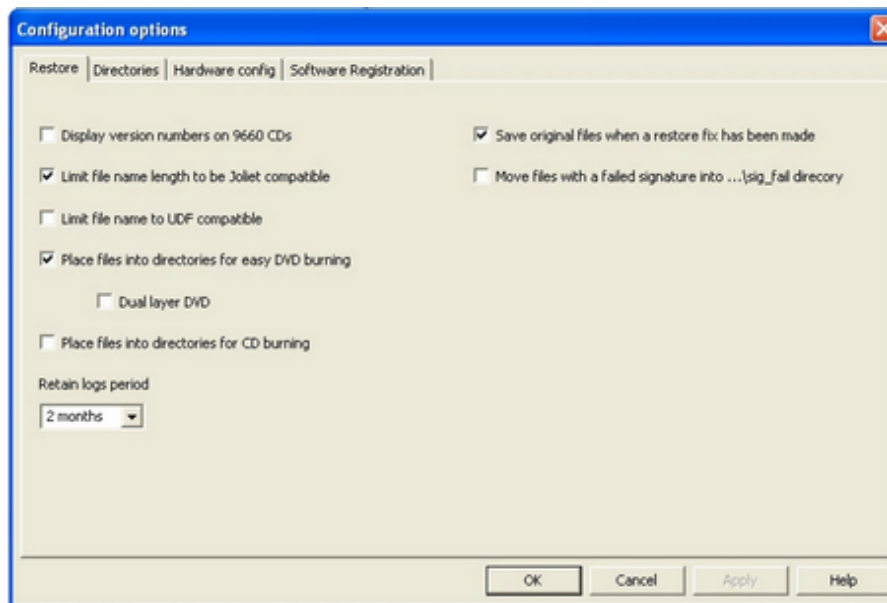 Configuration options
Restore Directories Hardware config Software Registration
Display version numbers on 9660 CDs
Limit file name length to be Joliet compatible
Limit file name to UDF compatible
Place files into directories for easy DVD burning
Dual layer DVD
Place files into directories for CD burning
Retain logs period
2 months
Save original files when a restore fix has been made
Move files with a failed signature into ...\sig_fail direcory
OK Cancel Apply Help